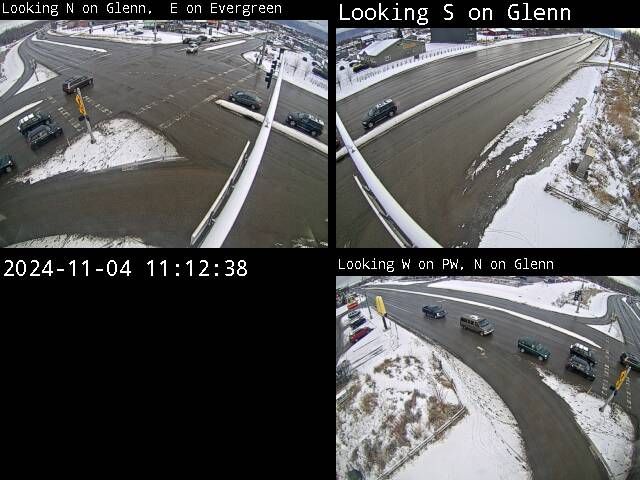 Looking N on Glenn,  E on Evergreen
Looking S on Glenn
2024-11-04 11:12:38
Looking W on PW, N on Glenn